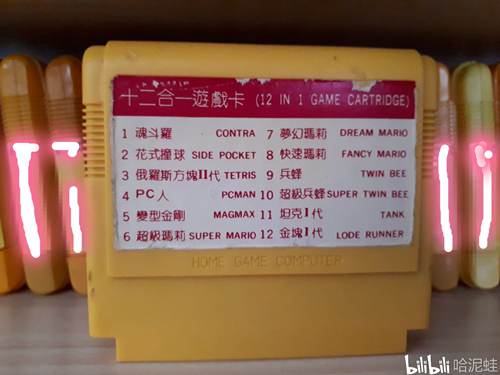 十二合一遊戲卡 (12 IN 1 GAME CARTRIDGE)
1 魂斗羅 CONTRA
2 花式撞球 SIDE POCKET
3 俄羅斯方塊II代 TETRIS
4 PC人 PCMAN
5 變型金剛 MAGMAX
6 超級瑪莉 SUPER MARIO
7 夢幻瑪莉 DREAM MARIO
8 快速瑪莉 FANCY MARIO
9 兵蜂 TWIN BEE
10 超級兵蜂 SUPER TWIN BEE
11 坦克I代 TANK
12 金塊I代 LODE RUNNER
HOME GAME COMPUTER
bilibili 哈泥蛙